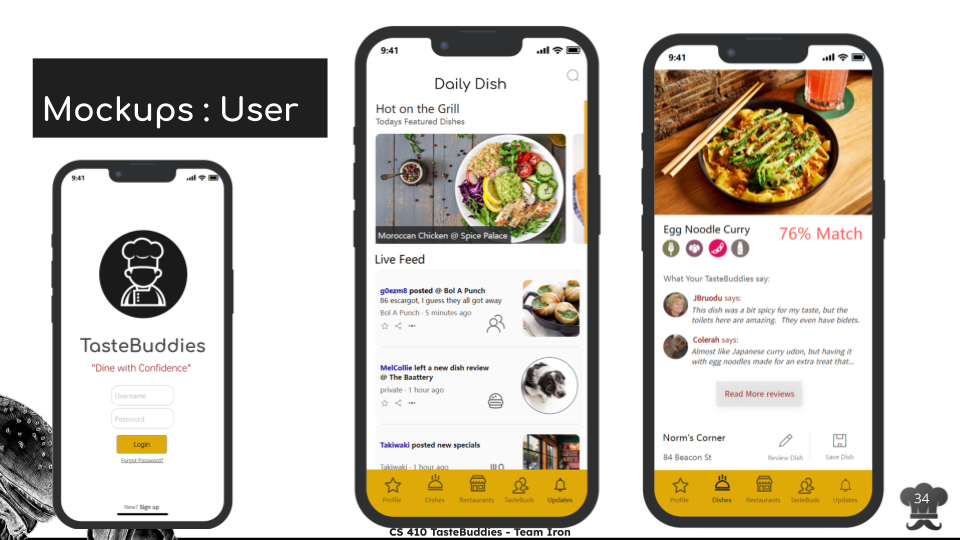 Mockups : User
9:41
TasteBuddies
"Dine with Confidence"
Username
Password
Login
Forgot Password?
New? Sign up
9:41
Daily Dish
Hot on the Grill
Todays Featured Dishes
Moroccan Chicken @ Spice Palace
Live Feed
g0ezm8 posted @ Bol A Punch
86 escargot, I guess they all got away
Bol A Punch · 5 minutes ago
MelCollie left a new dish review
@ The Baattery
private · 1 hour ago
Takiwaki posted new specials
Takiwaki · 1 hour ago
Profile
Dishes
Restaurants
TasteBuds
Updates
9:41
Egg Noodle Curry
76% Match
What Your TasteBuddies say:
JBruodu says:
This dish was a bit spicy for my taste, but the
toilets here are amazing. They even have bidets.
Colerah says:
Almost like Japanese curry udon, but having it
with egg noodles made for an extra treat that...
Read More reviews
Norm's Corner
84 Beacon St
Review Dish
Save Dish
Profile
Dishes
Restaurants
TasteBuds
Updates
34
CS 410 TasteBuddies - Team Iron